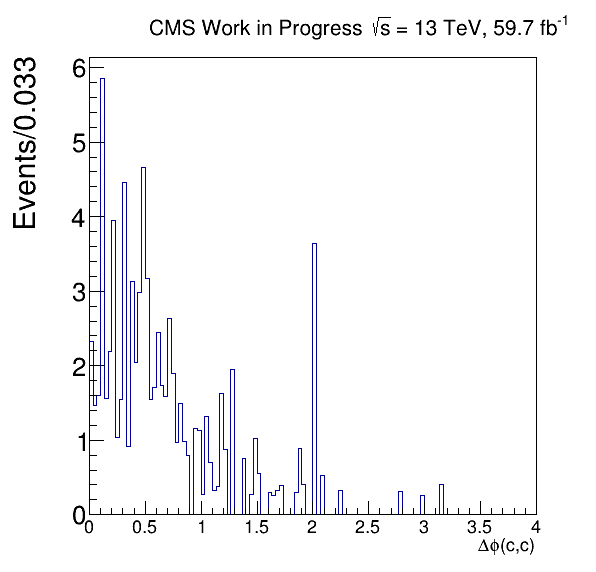 CMS Work in Progress √s = 13 TeV, 59.7 fb⁻¹
Events/0.033
6
5
4
3
2
1
0
0 0.5 1 1.5 2 2.5 3 3.5 4
Δϕ(c,c)